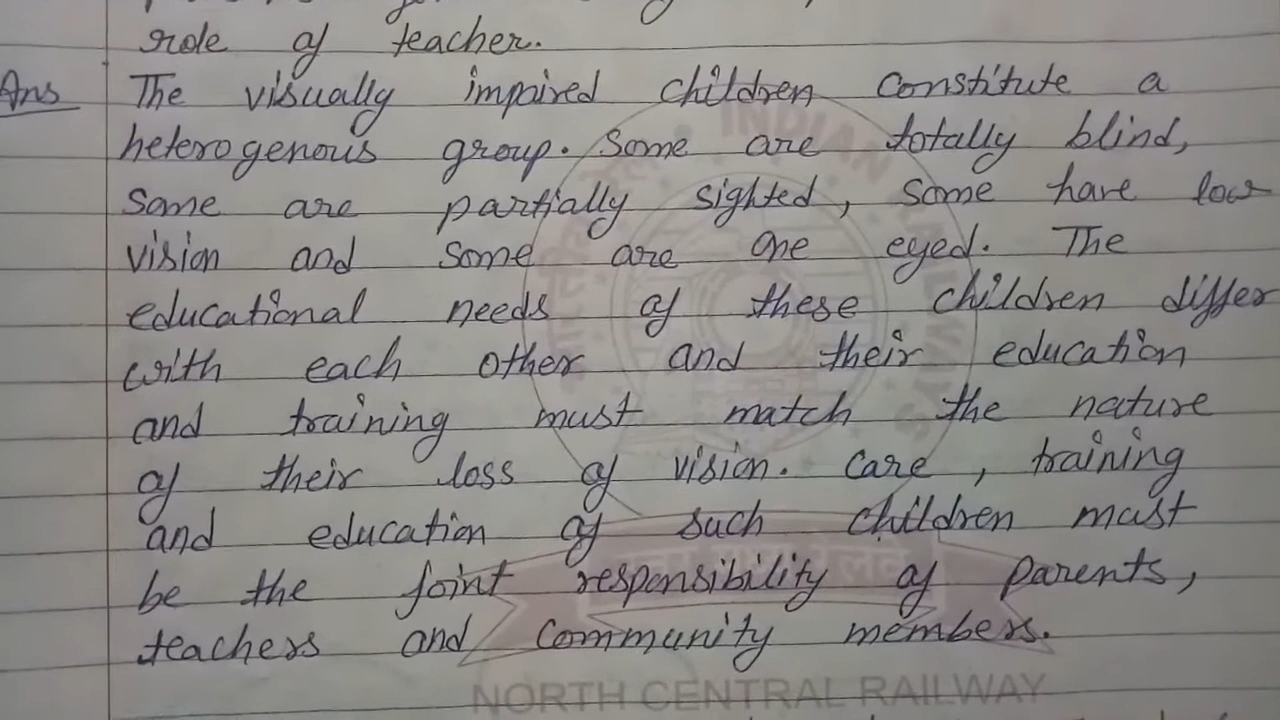 role of teacher.
Ans The visually impaired children constitute a
heterogenous group. Some are totally blind,
Some are partially sighted, some have low
vision and some are one eyed. The
educational needs of these children differ
with each other and their education
and training must match the nature
of their loss of vision. Care, training
and education of such children must
be the joint responsibility of parents,
teachers and community members.
INDIAN RAILWAYS
NORTH CENTRAL RAILWAY